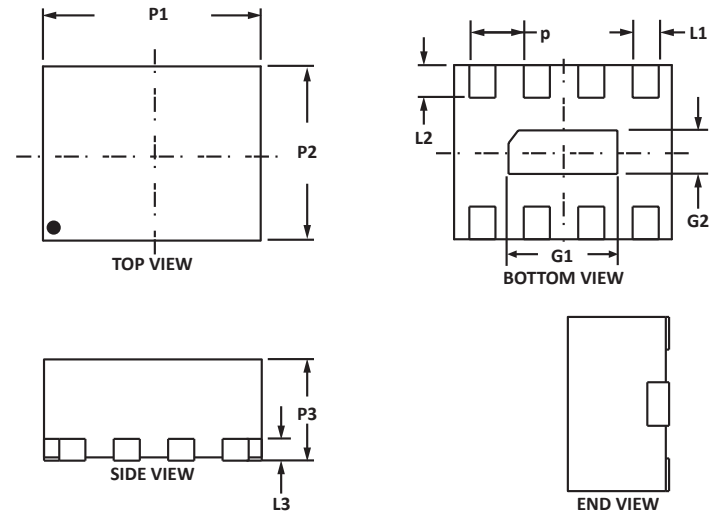 P1
P2
TOP VIEW
p
L1
L2
G2
G1
BOTTOM VIEW
P3
SIDE VIEW
L3
END VIEW